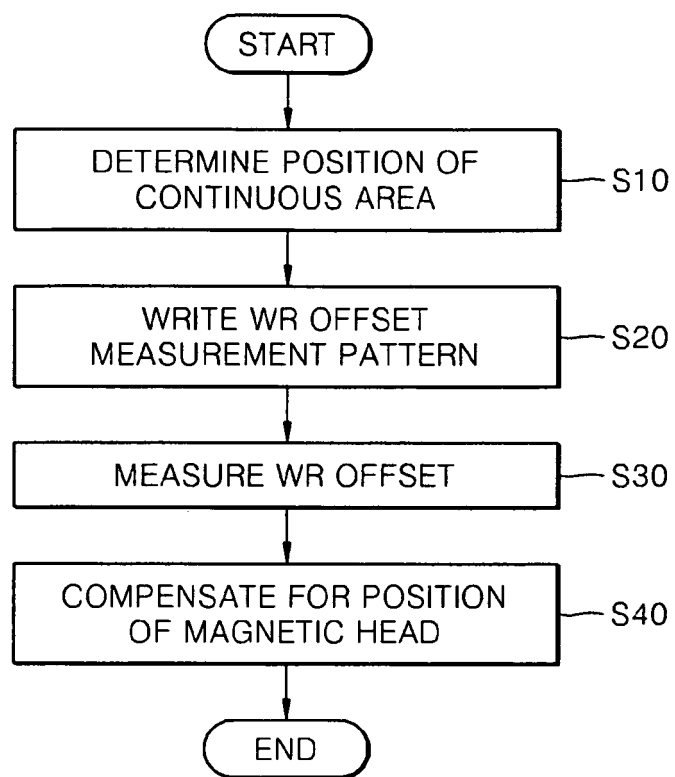 START
DETERMINE POSITION OF
CONTINUOUS AREA
S10
WRITE WR OFFSET
MEASUREMENT PATTERN
S20
MEASURE WR OFFSET
S30
COMPENSATE FOR POSITION
OF MAGNETIC HEAD
S40
END